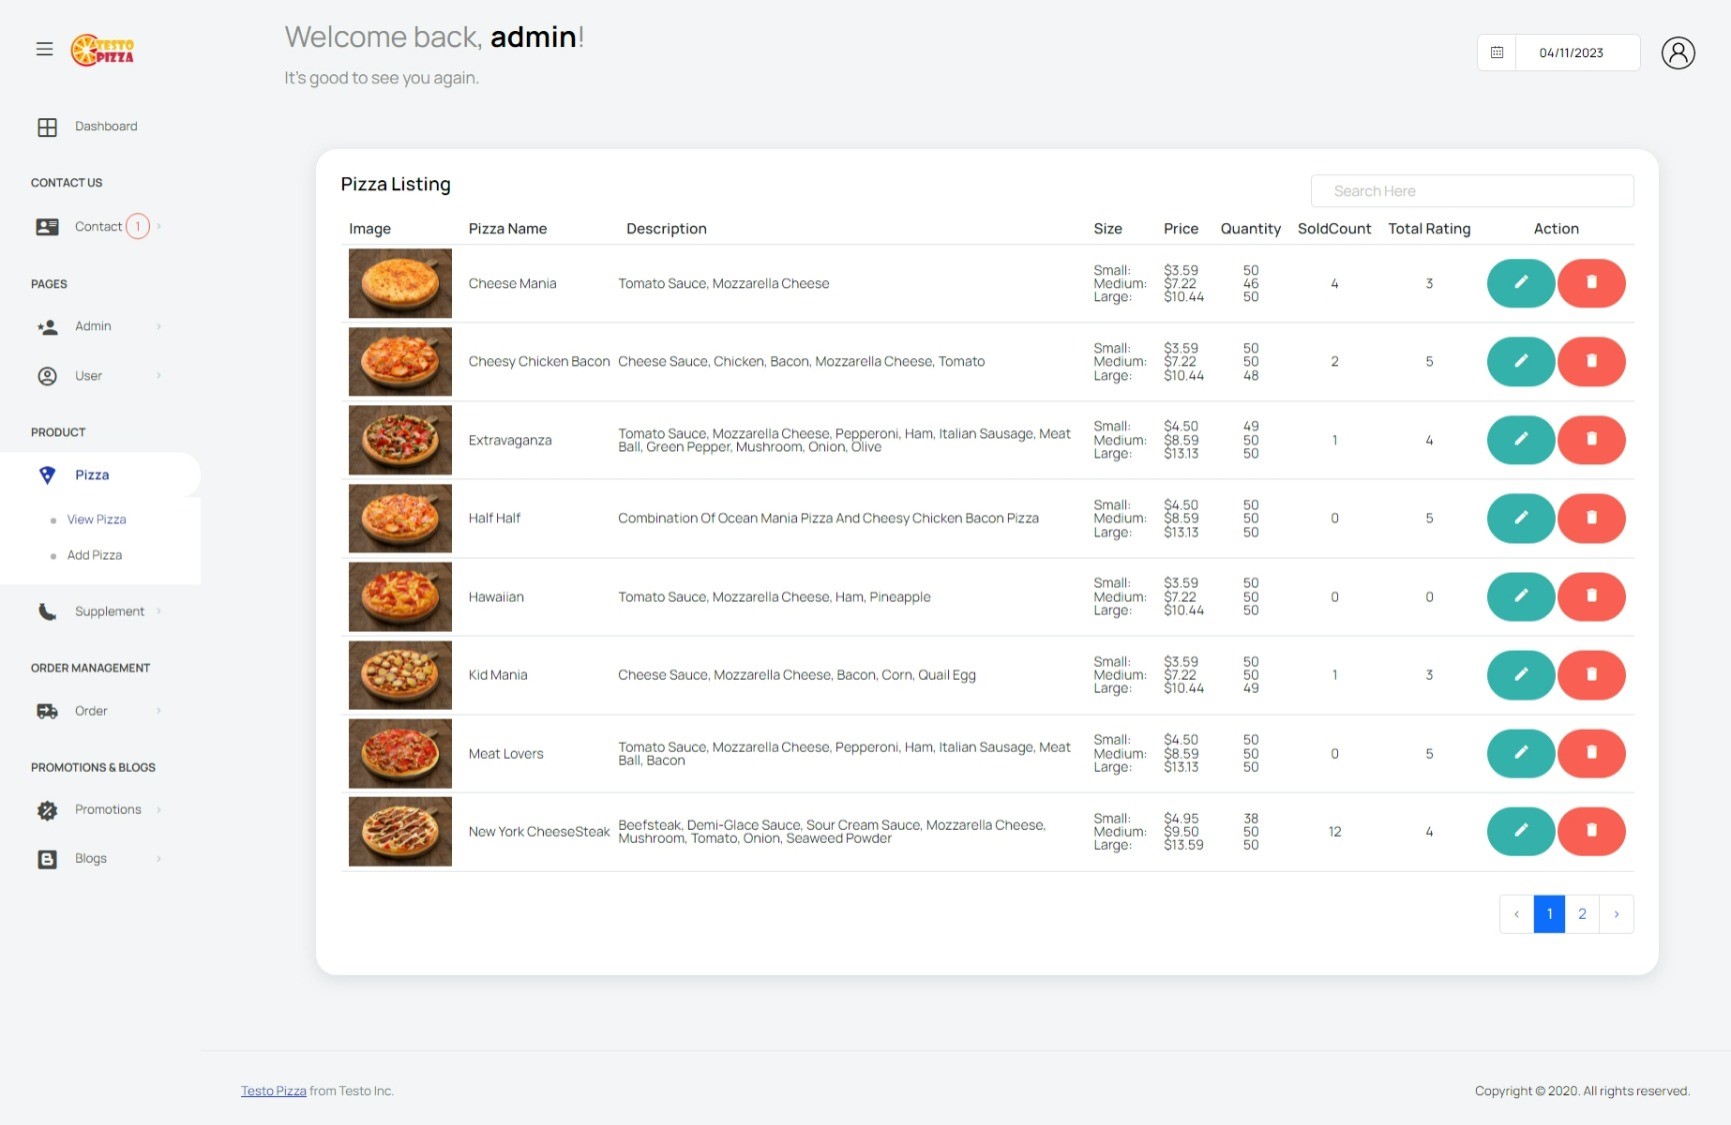 TESTO
PIZZA
Welcome back, admin!
It's good to see you again.
04/11/2023
Dashboard
CONTACT US
Contact 1
PAGES
Admin
User
PRODUCT
Pizza
View Pizza
Add Pizza
Supplement
ORDER MANAGEMENT
Order
PROMOTIONS & BLOGS
Promotions
Blogs
Pizza Listing
Search Here
Image Pizza Name Description Size Price Quantity SoldCount Total Rating Action
Cheese Mania
Tomato Sauce, Mozzarella Cheese
Small: $3.59 50
Medium: $7.22 46
Large: $10.44 50
4 3
Cheesy Chicken Bacon
Cheese Sauce, Chicken, Bacon, Mozzarella Cheese, Tomato
Small: $3.59 50
Medium: $7.22 50
Large: $10.44 48
2 5
Extravaganza
Tomato Sauce, Mozzarella Cheese, Pepperoni, Ham, Italian Sausage, Meat
Ball, Green Pepper, Mushroom, Onion, Olive
Small: $4.50 49
Medium: $8.59 50
Large: $13.13 50
1 4
Half Half
Combination Of Ocean Mania Pizza And Cheesy Chicken Bacon Pizza
Small: $4.50 50
Medium: $8.59 50
Large: $13.13 50
0 5
Hawaiian
Tomato Sauce, Mozzarella Cheese, Ham, Pineapple
Small: $3.59 50
Medium: $7.22 50
Large: $10.44 50
0 0
Kid Mania
Cheese Sauce, Mozzarella Cheese, Bacon, Corn, Quail Egg
Small: $3.59 50
Medium: $7.22 50
Large: $10.44 49
1 3
Meat Lovers
Tomato Sauce, Mozzarella Cheese, Pepperoni, Ham, Italian Sausage, Meat
Ball, Bacon
Small: $4.50 50
Medium: $8.59 50
Large: $13.13 50
0 5
New York CheeseSteak
Beefsteak, Demi-Glace Sauce, Sour Cream Sauce, Mozzarella Cheese,
Mushroom, Tomato, Onion, Seaweed Powder
Small: $4.95 38
Medium: $9.50 50
Large: $13.59 50
12 4
‹ 1 2 ›
Testo Pizza from Testo Inc.
Copyright © 2020. All rights reserved.